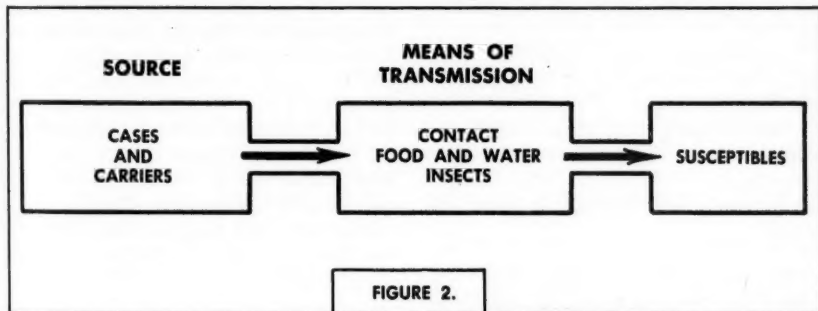 SOURCE
MEANS OF
TRANSMISSION
CASES
AND
CARRIERS
CONTACT
FOOD AND WATER
INSECTS
SUSCEPTIBLES
FIGURE 2.